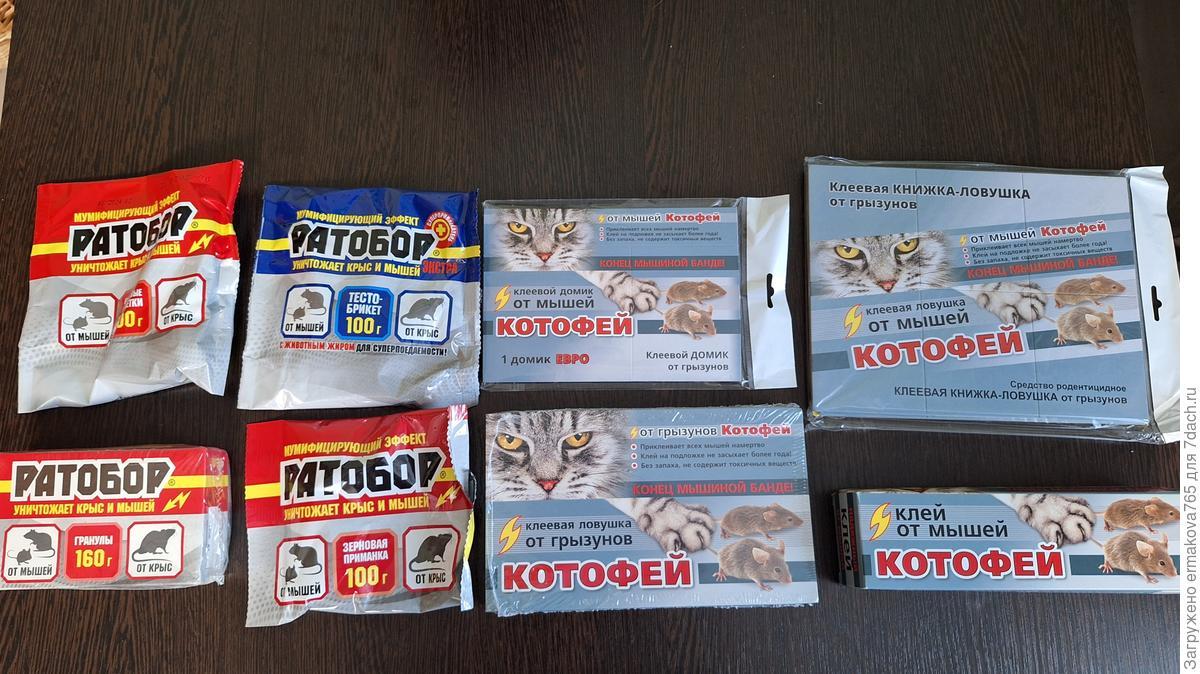 МУМИФИЦИРУЮЩИЙ ЭФФЕКТ
РАТОБОР®
УНИЧТОЖАЕТ КРЫС И МЫШЕЙ
ОТ МЫШЕЙ
ОТ КРЫС
МУМИФИЦИРУЮЩИЙ ЭФФЕКТ
РАТОБОР®
УНИЧТОЖАЕТ КРЫС И МЫШЕЙ ЭКСТРА
ОТ МЫШЕЙ
ТЕСТО-
БРИКЕТ
100 г
ОТ КРЫС
С ЖИВОТНЫМ ЖИРОМ ДЛЯ СУПЕРПОЕДАЕМОСТИ!
от мышей Котофей
Приклеивает всех мышей намертво
Клей на подложке не засыхает более года!
Без запаха, не содержит токсичных веществ
КОНЕЦ МЫШИНОЙ БАНДЕ!
клеевой домик
от мышей
КОТОФЕЙ
1 домик ЕВРО
Клеевой ДОМИК
от грызунов
Клеевая КНИЖКА-ЛОВУШКА
от грызунов
от мышей Котофей
Приклеивает всех мышей намертво
Клей на подложке не засыхает более года!
Без запаха, не содержит токсичных веществ
КОНЕЦ МЫШИНОЙ БАНДЕ!
клеевая ловушка
от мышей
КОТОФЕЙ
Средство родентицидное
КЛЕЕВАЯ КНИЖКА-ЛОВУШКА от грызунов
РАТОБОР®
УНИЧТОЖАЕТ КРЫС И МЫШЕЙ
ОТ МЫШЕЙ
ГРАНУЛЫ
160 г
ОТ КРЫС
МУМИФИЦИРУЮЩИЙ ЭФФЕКТ
РАТОБОР®
УНИЧТОЖАЕТ КРЫС И МЫШЕЙ
ОТ МЫШЕЙ
ЗЕРНОВАЯ
ПРИМАНКА
100 г
ОТ КРЫС
от грызунов Котофей
Приклеивает всех мышей намертво
Клей на подложке не засыхает более года!
Без запаха, не содержит токсичных веществ
КОНЕЦ МЫШИНОЙ БАНДЕ!
клеевая ловушка
от грызунов
КОТОФЕЙ
КЛЕЙ
клей
от мышей
КОТОФЕЙ
Загружено ermakova765 для 7dach.ru